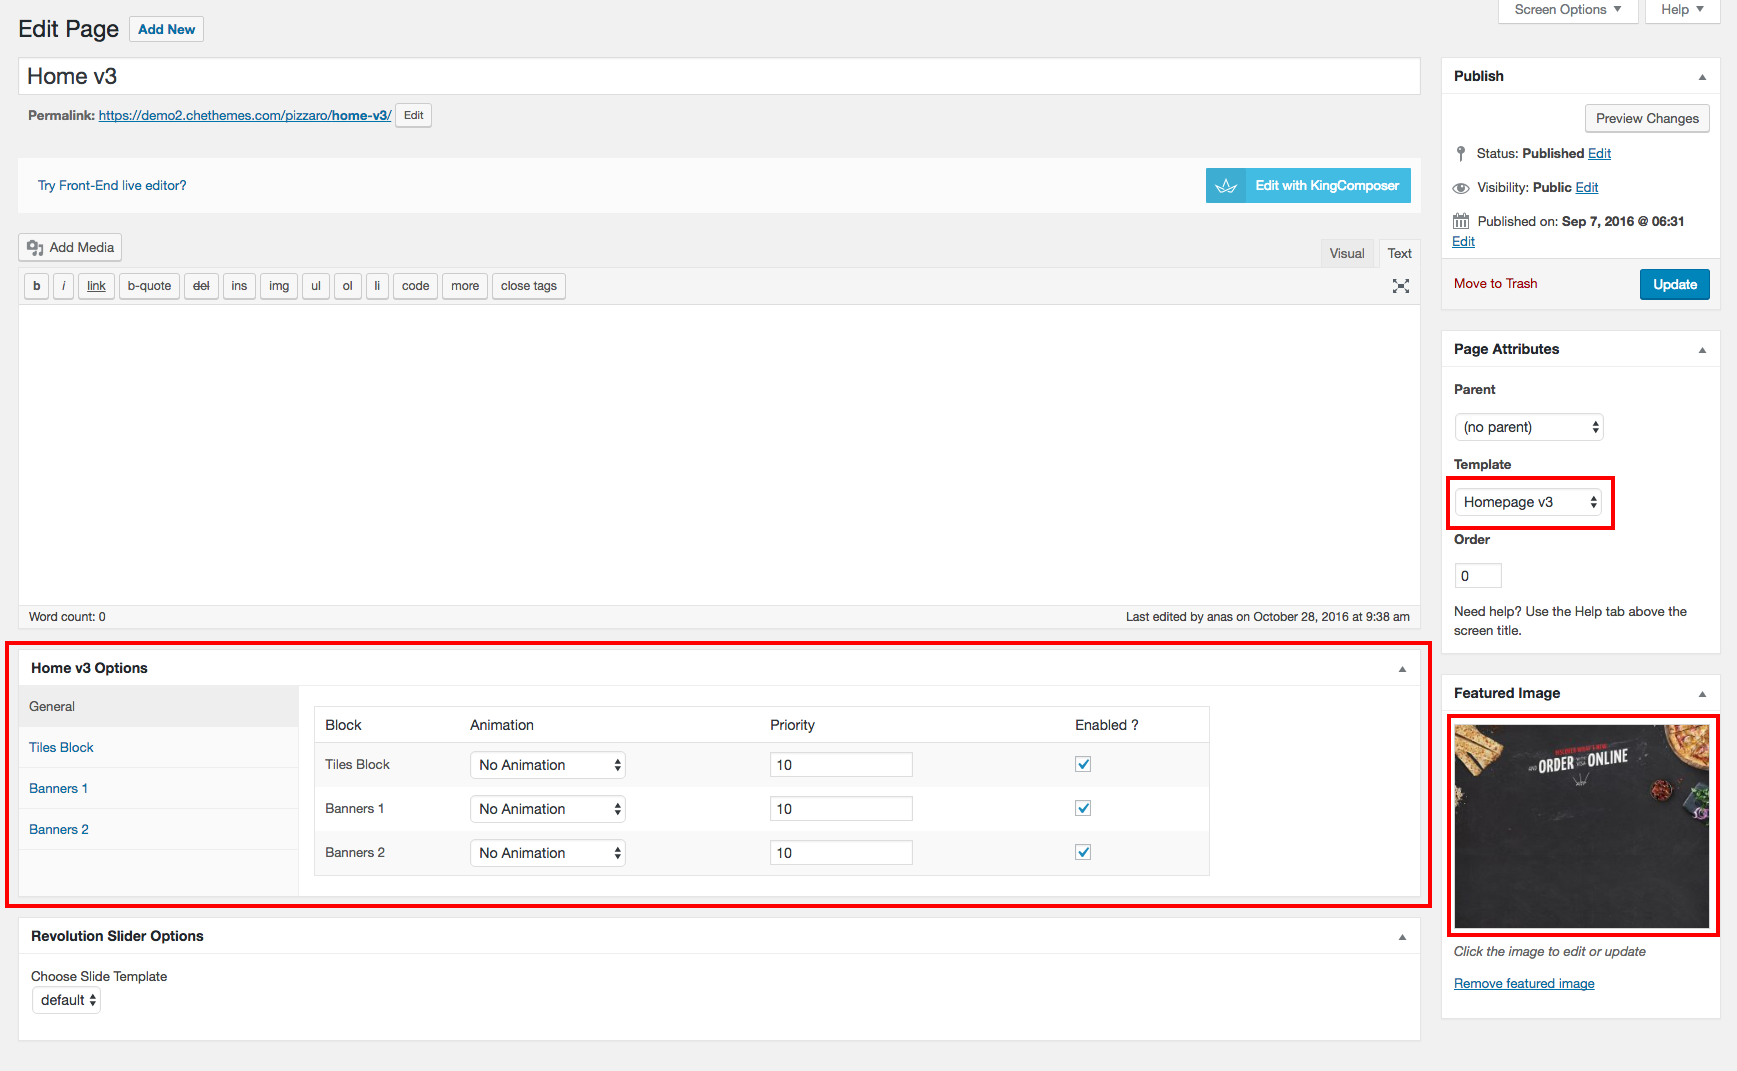 Screen Options
Help
Edit Page
Add New
Home v3
Permalink: https://demo2.chethemes.com/pizzaro/home-v3/ Edit
Try Front-End live editor?
Edit with KingComposer
Add Media
Visual
Text
b i link b-quote del ins img ul ol li code more close tags
Word count: 0
Last edited by anas on October 28, 2016 at 9:38 am
Home v3 Options
General
Tiles Block
Banners 1
Banners 2
Block Animation Priority Enabled ?
Tiles Block No Animation 10
Banners 1 No Animation 10
Banners 2 No Animation 10
Revolution Slider Options
Choose Slide Template
default
Publish
Preview Changes
Status: Published Edit
Visibility: Public Edit
Published on: Sep 7, 2016 @ 06:31
Edit
Move to Trash
Update
Page Attributes
Parent
(no parent)
Template
Homepage v3
Order
0
Need help? Use the Help tab above the
screen title.
Featured Image
AND ORDER ONLINE
Click the image to edit or update
Remove featured image